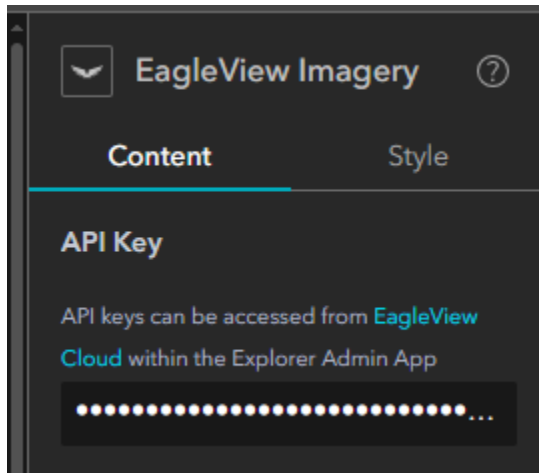 EagleView Imagery ?
Content Style
API Key
API keys can be accessed from EagleView
Cloud within the Explorer Admin App
••••••••••••••••••••••••••••...